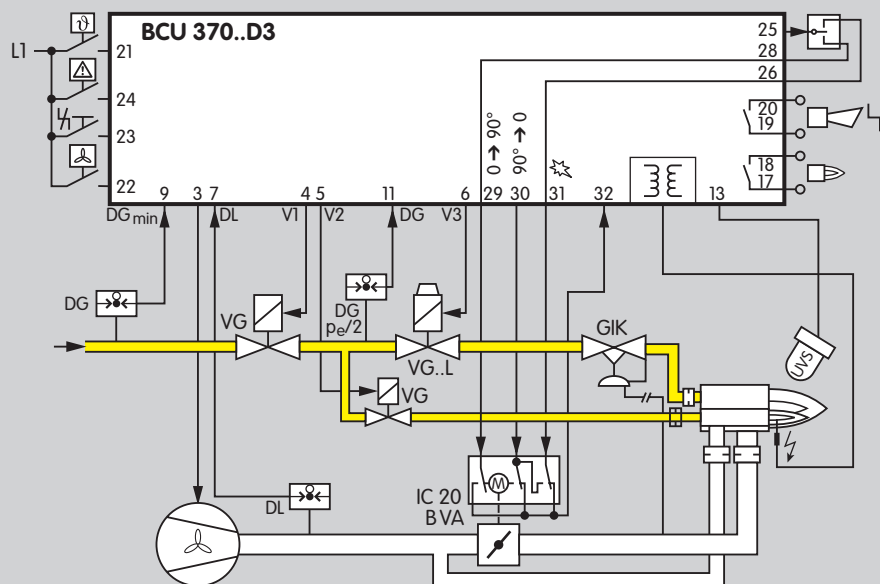 BCU 370..D3
L1
21
24
23
22
25
28
26
20
19
18
17
0 → 90°
90° → 0
9 3 7 4 5 11 6 29 30 31 32 13
DGmin DL V1 V2 DG V3
DG
VG
DG
pe/2
VG..L
GIK
UVS
VG
IC 20
BVA
M
DL
ϑ